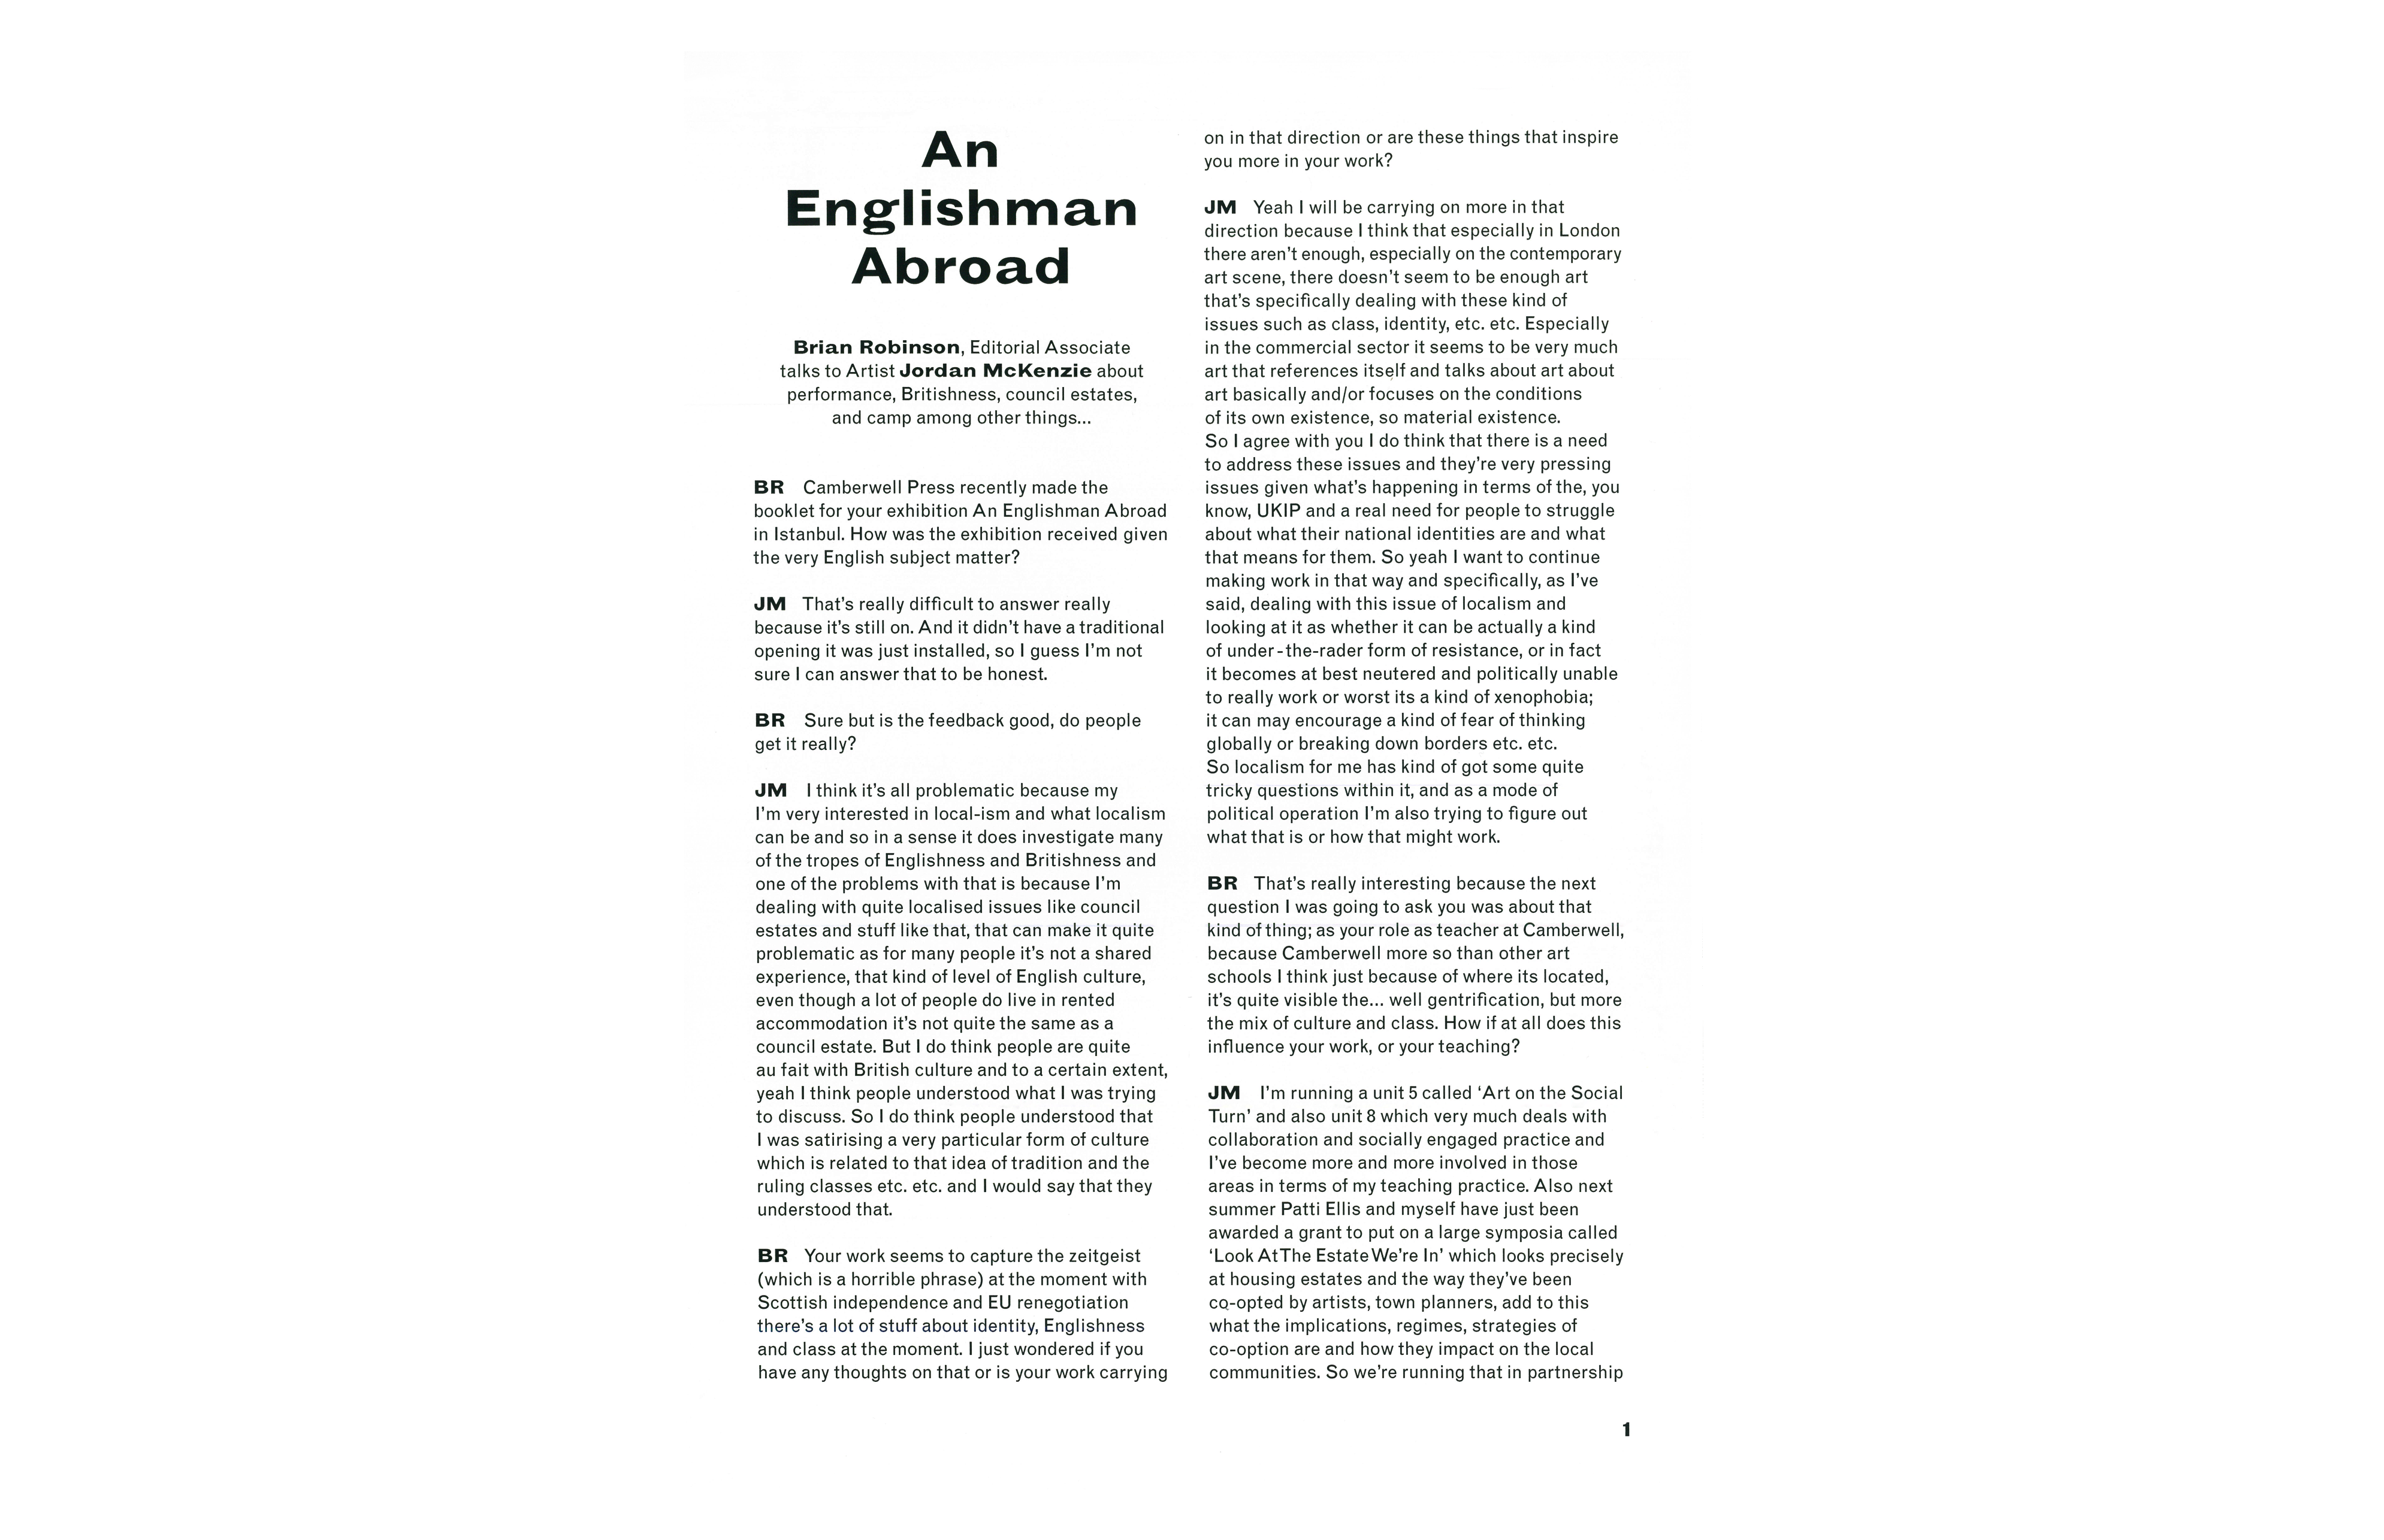 An
Englishman
Abroad
Brian Robinson, Editorial Associate
talks to Artist Jordan McKenzie about
performance, Britishness, council estates,
and camp among other things...
BR Camberwell Press recently made the
booklet for your exhibition An Englishman Abroad
in Istanbul. How was the exhibition received given
the very English subject matter?
JM That's really difficult to answer really
because it's still on. And it didn't have a traditional
opening it was just installed, so I guess I'm not
sure I can answer that to be honest.
BR Sure but is the feedback good, do people
get it really?
JM I think it's all problematic because my
I'm very interested in local-ism and what localism
can be and so in a sense it does investigate many
of the tropes of Englishness and Britishness and
one of the problems with that is because I'm
dealing with quite localised issues like council
estates and stuff like that, that can make it quite
problematic as for many people it's not a shared
experience, that kind of level of English culture,
even though a lot of people do live in rented
accommodation it's not quite the same as a
council estate. But I do think people are quite
au fait with British culture and to a certain extent,
yeah I think people understood what I was trying
to discuss. So I do think people understood that
I was satirising a very particular form of culture
which is related to that idea of tradition and the
ruling classes etc. etc. and I would say that they
understood that.
BR Your work seems to capture the zeitgeist
(which is a horrible phrase) at the moment with
Scottish independence and EU renegotiation
there's a lot of stuff about identity, Englishness
and class at the moment. I just wondered if you
have any thoughts on that or is your work carrying
on in that direction or are these things that inspire
you more in your work?
JM Yeah I will be carrying on more in that
direction because I think that especially in London
there aren't enough, especially on the contemporary
art scene, there doesn't seem to be enough art
that's specifically dealing with these kind of
issues such as class, identity, etc. etc. Especially
in the commercial sector it seems to be very much
art that references itself and talks about art about
art basically and/or focuses on the conditions
of its own existence, so material existence.
So I agree with you I do think that there is a need
to address these issues and they're very pressing
issues given what's happening in terms of the, you
know, UKIP and a real need for people to struggle
about what their national identities are and what
that means for them. So yeah I want to continue
making work in that way and specifically, as I've
said, dealing with this issue of localism and
looking at it as whether it can be actually a kind
of under-the-rader form of resistance, or in fact
it becomes at best neutered and politically unable
to really work or worst its a kind of xenophobia;
it can may encourage a kind of fear of thinking
globally or breaking down borders etc. etc.
So localism for me has kind of got some quite
tricky questions within it, and as a mode of
political operation I'm also trying to figure out
what that is or how that might work.
BR That's really interesting because the next
question I was going to ask you was about that
kind of thing; as your role as teacher at Camberwell,
because Camberwell more so than other art
schools I think just because of where its located,
it's quite visible the... well gentrification, but more
the mix of culture and class. How if at all does this
influence your work, or your teaching?
JM I'm running a unit 5 called ‘Art on the Social
Turn’ and also unit 8 which very much deals with
collaboration and socially engaged practice and
I've become more and more involved in those
areas in terms of my teaching practice. Also next
summer Patti Ellis and myself have just been
awarded a grant to put on a large symposia called
‘Look At The Estate We're In’ which looks precisely
at housing estates and the way they've been
co-opted by artists, town planners, add to this
what the implications, regimes, strategies of
co-option are and how they impact on the local
communities. So we're running that in partnership
1